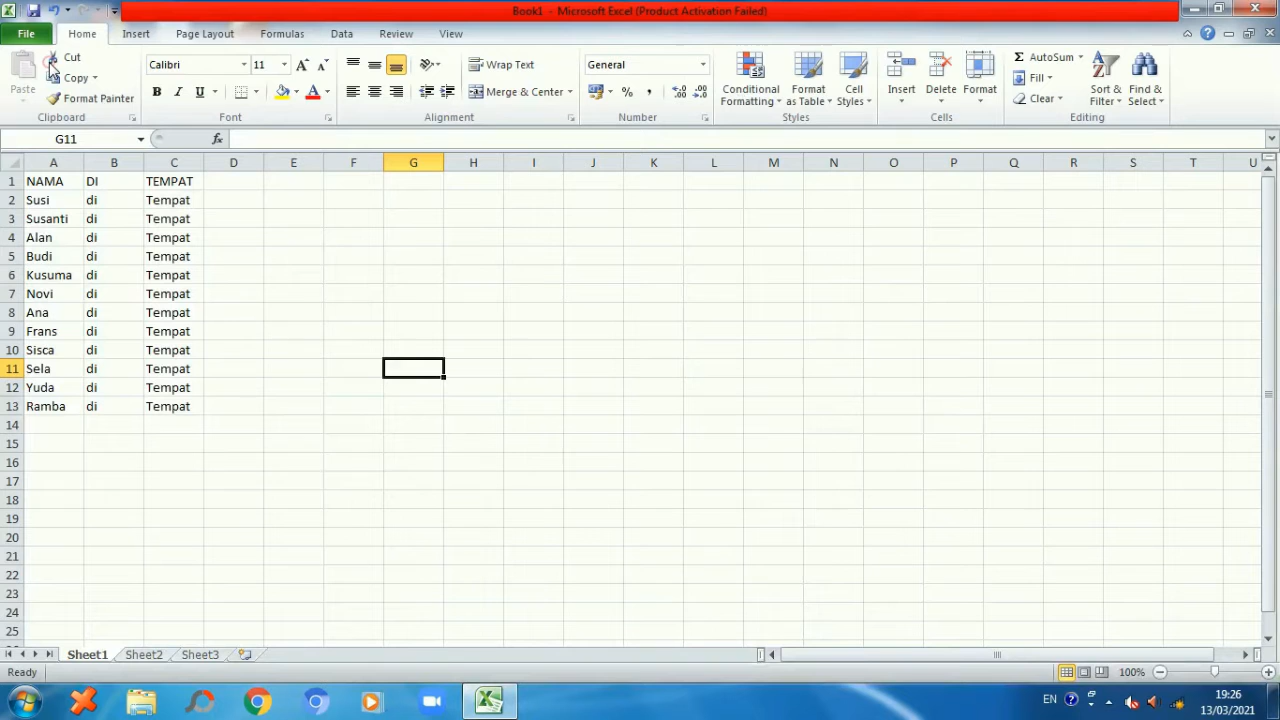 Book1 - Microsoft Excel (Product Activation Failed)
File Home Insert Page Layout Formulas Data Review View
Paste
Cut
Copy
Format Painter
Clipboard
Calibri 11
B I U A
Font
Wrap Text
Merge & Center
Alignment
General
% ,
Number
Conditional Formatting
Format as Table
Cell Styles
Styles
Insert
Delete
Format
Cells
AutoSum
Fill
Clear
Sort & Filter
Find & Select
Editing
G11 fx
A B C D E F G H I J K L M N O P Q R S T U
1 NAMA DI TEMPAT
2 Susi di Tempat
3 Susanti di Tempat
4 Alan di Tempat
5 Budi di Tempat
6 Kusuma di Tempat
7 Novi di Tempat
8 Ana di Tempat
9 Frans di Tempat
10 Sisca di Tempat
11 Sela di Tempat
12 Yuda di Tempat
13 Ramba di Tempat
14
15
16
17
18
19
20
21
22
23
24
25
Sheet1 Sheet2 Sheet3
Ready 100%
EN 19:26
13/03/2021